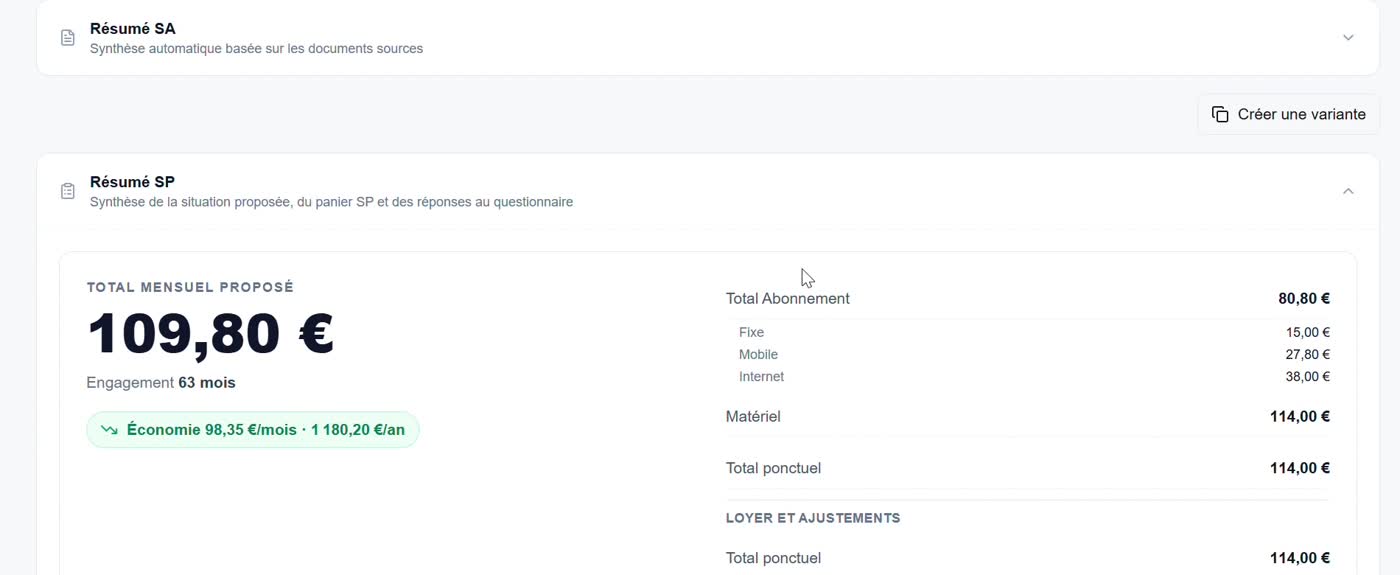 Résumé SA
Synthèse automatique basée sur les documents sources
Créer une variante
Résumé SP
Synthèse de la situation proposée, du panier SP et des réponses au questionnaire
TOTAL MENSUEL PROPOSÉ
109,80 €
Engagement 63 mois
Économie 98,35 €/mois · 1 180,20 €/an
Total Abonnement 80,80 €
Fixe 15,00 €
Mobile 27,80 €
Internet 38,00 €
Matériel 114,00 €
Total ponctuel 114,00 €
LOYER ET AJUSTEMENTS
Total ponctuel 114,00 €